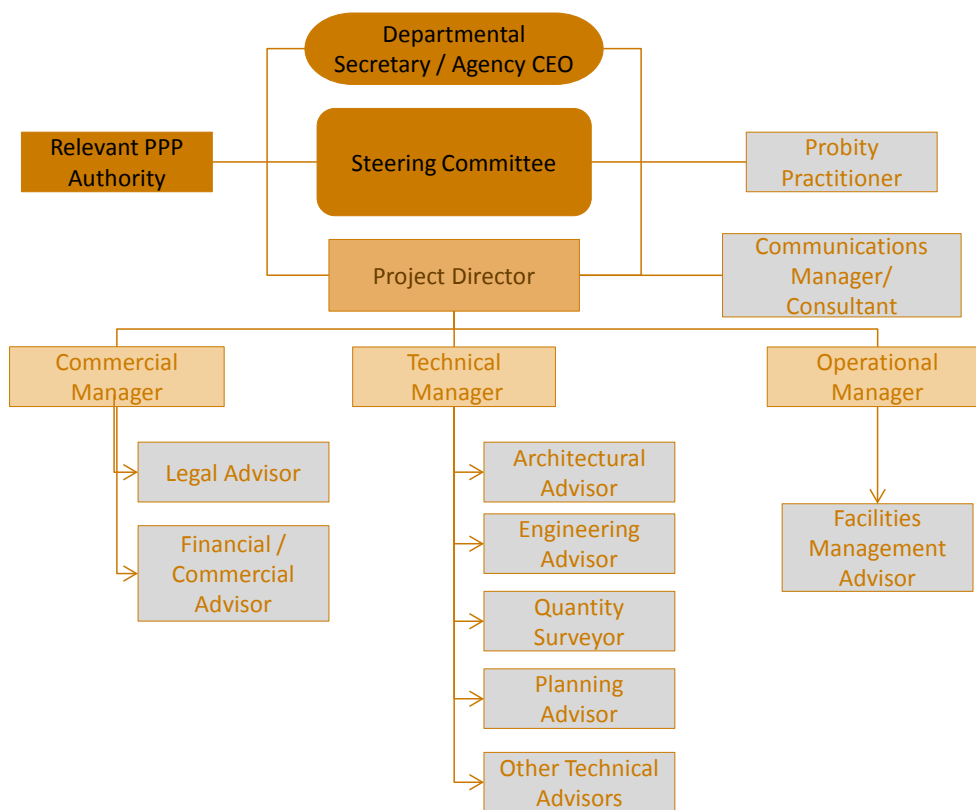 Departmental
Secretary / Agency CEO
Relevant PPP
Authority
Steering Committee
Probity
Practitioner
Project Director
Communications
Manager/
Consultant
Commercial
Manager
Technical
Manager
Operational
Manager
Legal Advisor
Financial /
Commercial
Advisor
Architectural
Advisor
Engineering
Advisor
Quantity
Surveyor
Planning
Advisor
Other Technical
Advisors
Facilities
Management
Advisor